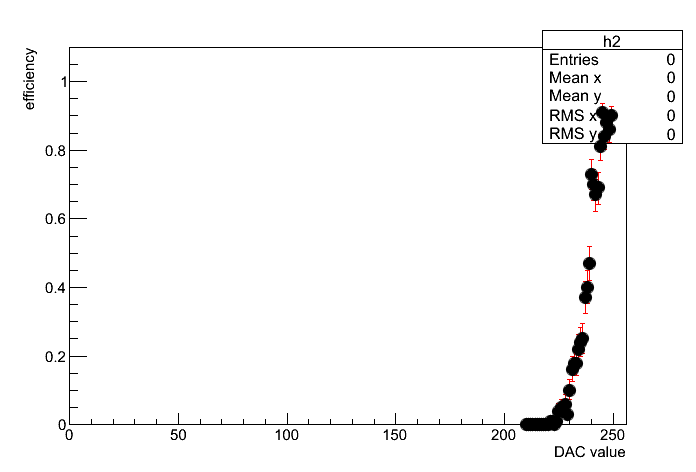 h2
Entries 0
Mean x 0
Mean y 0
RMS x 0
RMS y 0
efficiency
1
0.8
0.6
0.4
0.2
0
0 50 100 150 200 250
DAC value